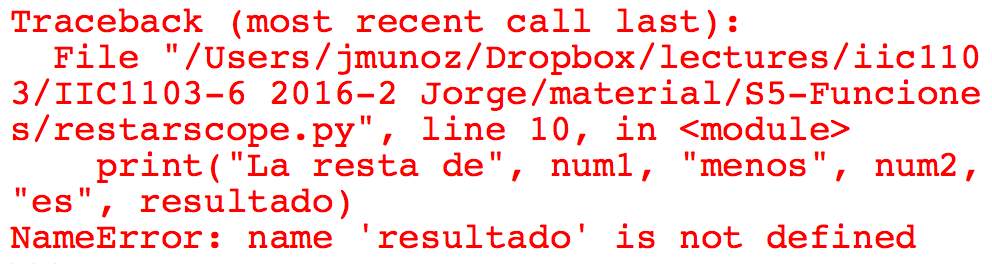 Traceback (most recent call last):
  File "/Users/jmunoz/Dropbox/lectures/iic110
3/IIC1103-6 2016-2 Jorge/material/S5-Funcione
s/restarscope.py", line 10, in <module>
    print("La resta de", num1, "menos", num2,
"es", resultado)
NameError: name 'resultado' is not defined